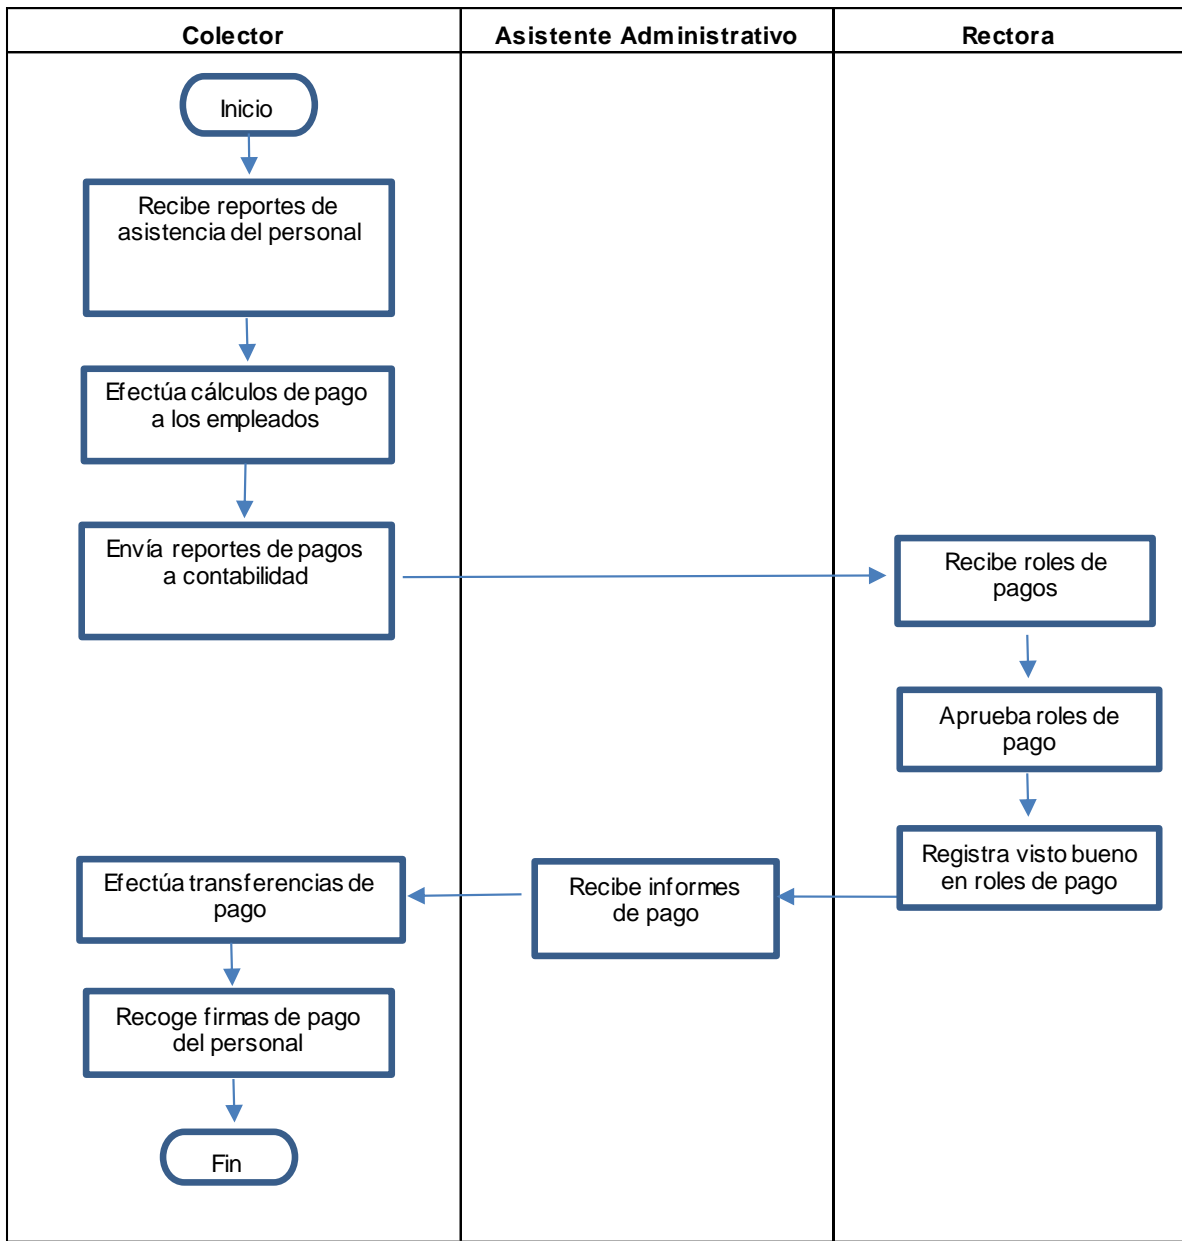 Colector
Asistente Administrativo
Rectora
Inicio
Recibe reportes de
asistencia del personal
Efectúa cálculos de pago
a los empleados
Envía reportes de pagos
a contabilidad
Recibe roles de
pagos
Aprueba roles de
pago
Registra visto bueno
en roles de pago
Recibe informes
de pago
Efectúa transferencias de
pago
Recoge firmas de pago
del personal
Fin